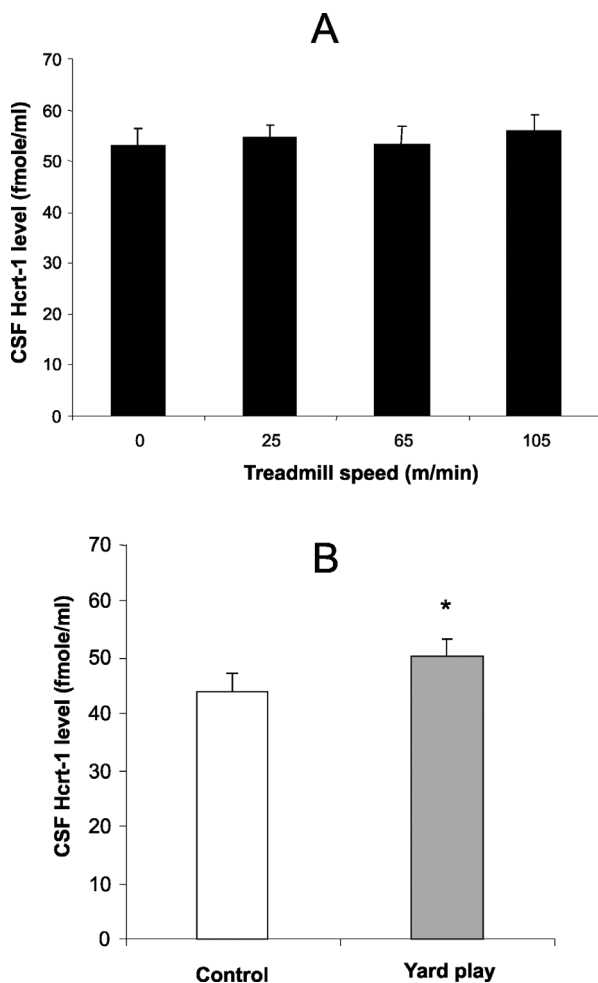 A
CSF Hcrt-1 level (fmole/ml)
70
60
50
40
30
20
10
0
0 25 65 105
Treadmill speed (m/min)
B
CSF Hcrt-1 level (fmole/ml)
70
60
50
40
30
20
10
0
*
Control Yard play